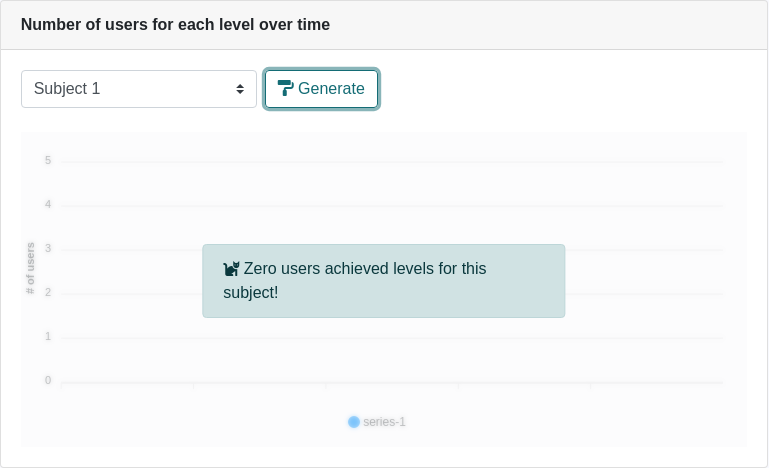 Number of users for each level over time
Subject 1
Generate
5
4
3
2
1
0
# of users
Zero users achieved levels for this
subject!
series-1